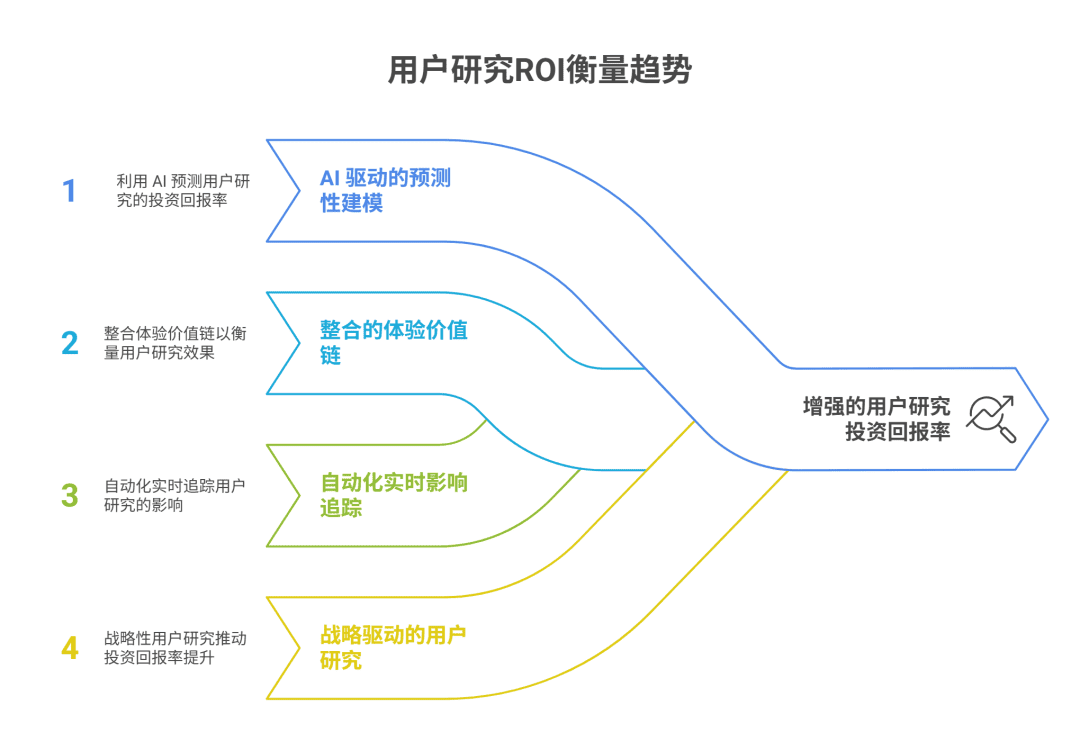 用户研究ROI衡量趋势
1
利用 AI 预测用户研
究的投资回报率
AI 驱动的预测
性建模
2
整合体验价值链以衡
量用户研究效果
整合的体验价值
链
增强的用户研究
投资回报率
3
自动化实时追踪用户
研究的影响
自动化实时影响
追踪
4
战略性用户研究推动
投资回报率提升
战略驱动的用户
研究